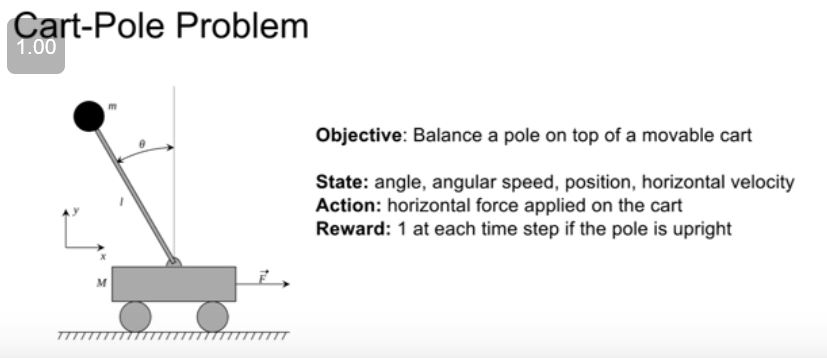 Cart-Pole Problem
1.00
m
θ
Objective: Balance a pole on top of a movable cart
State: angle, angular speed, position, horizontal velocity
Action: horizontal force applied on the cart
Reward: 1 at each time step if the pole is upright
l
y
x
M
F⃗